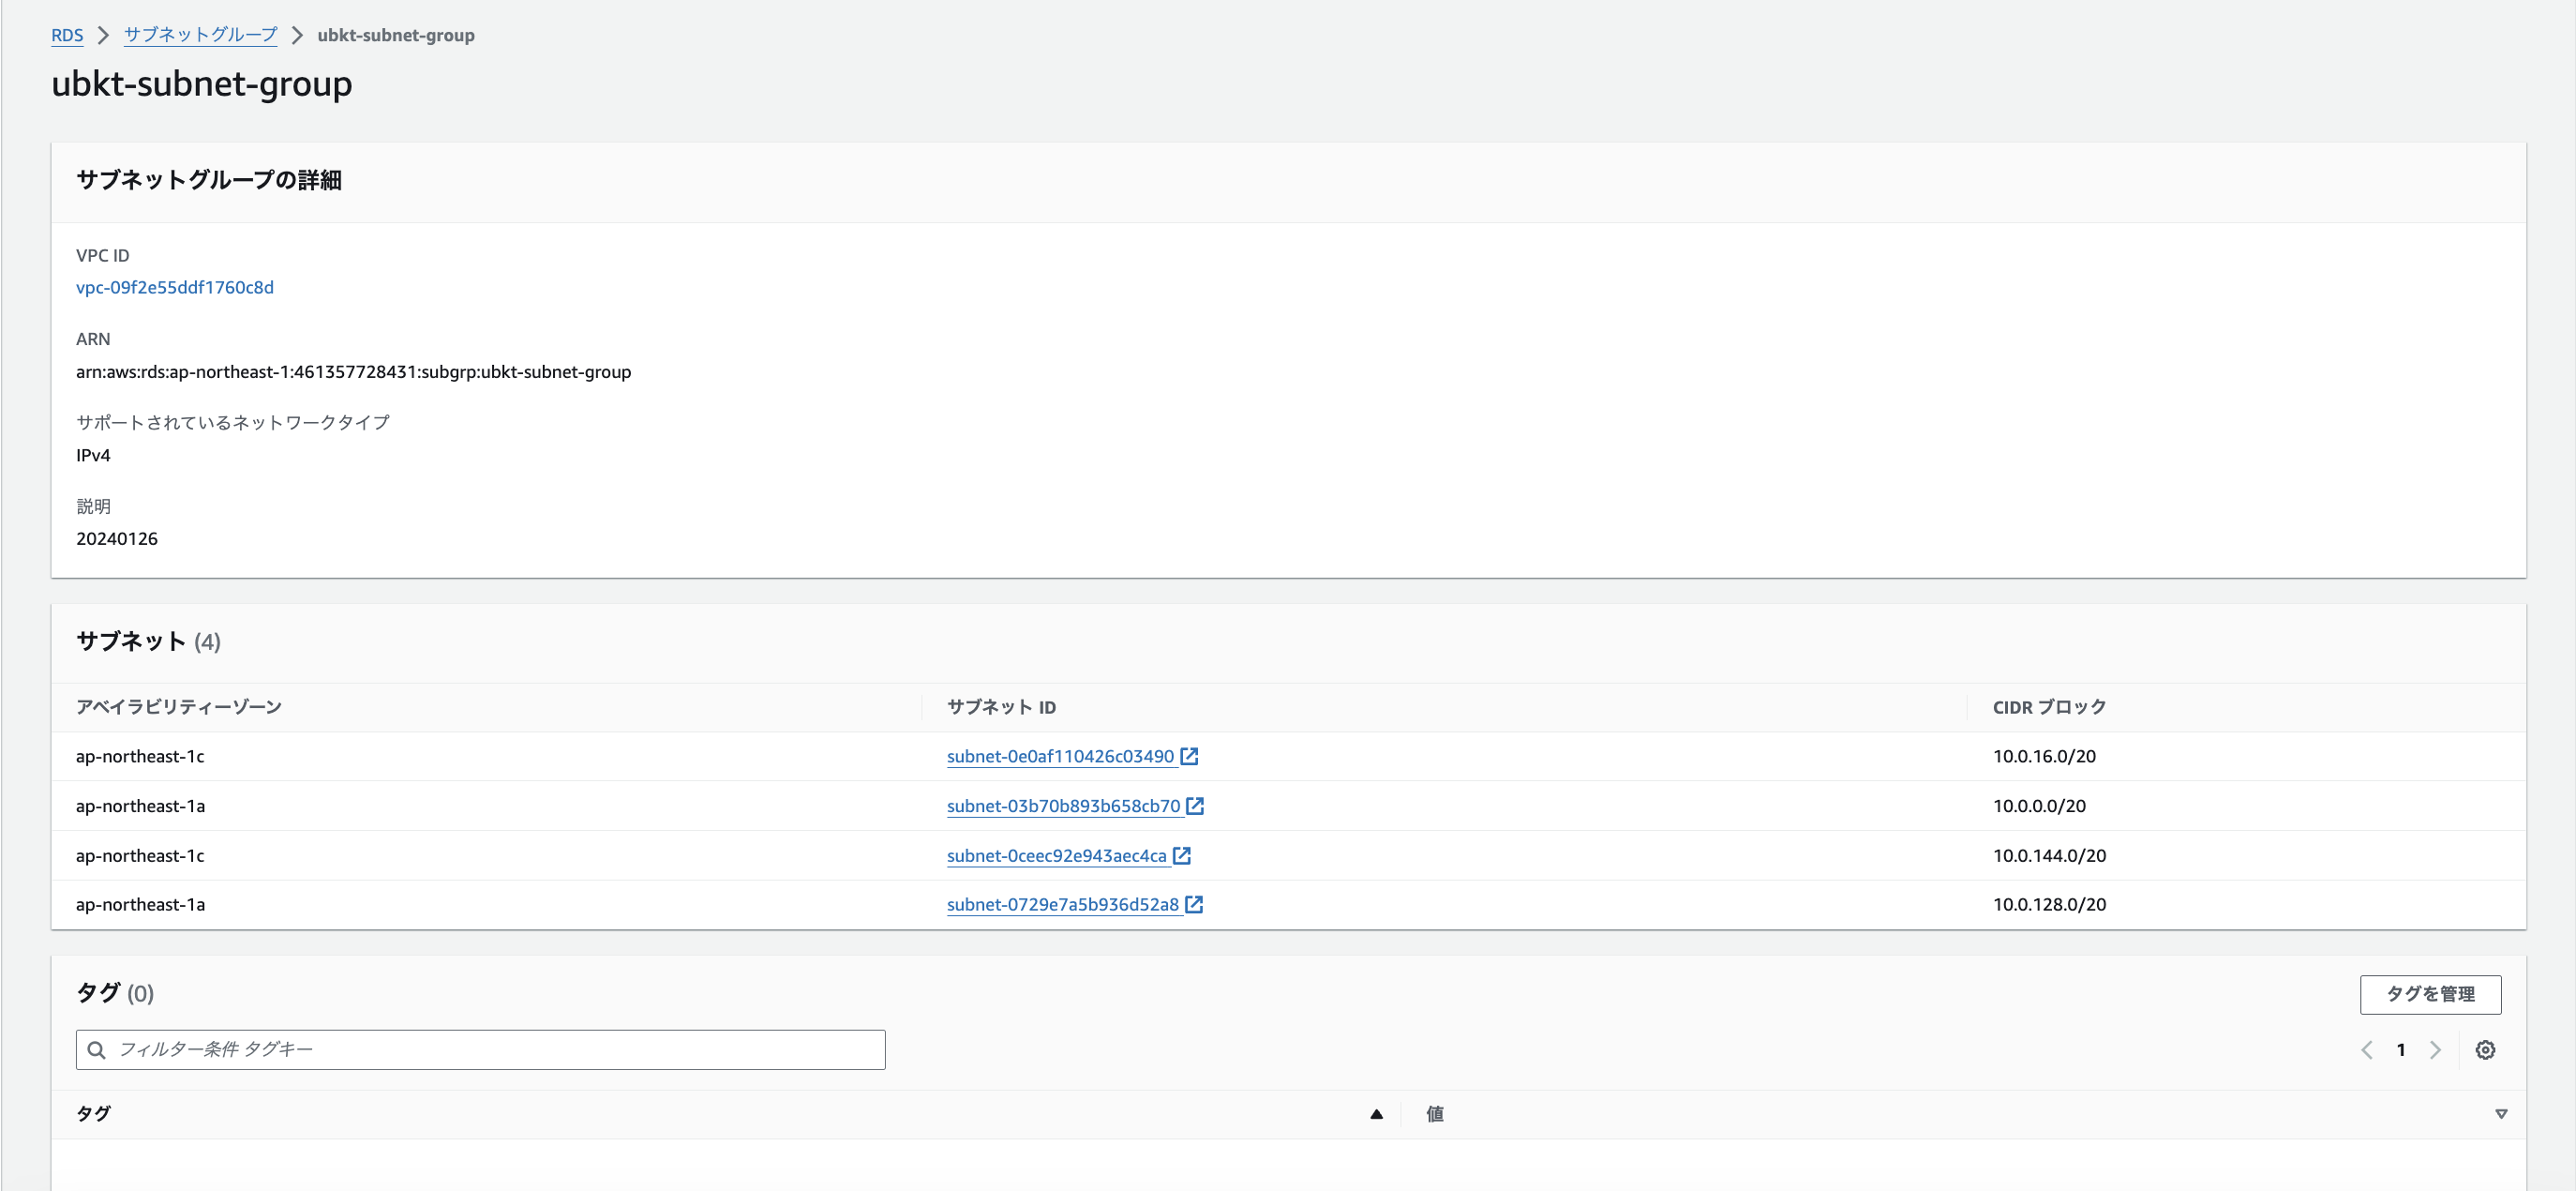 RDS > サブネットグループ > ubkt-subnet-group
ubkt-subnet-group
サブネットグループの詳細
VPC ID
vpc-09f2e55ddf1760c8d
ARN
arn:aws:rds:ap-northeast-1:461357728431:subgrp:ubkt-subnet-group
サポートされているネットワークタイプ
IPv4
説明
20240126
サブネット (4)
アベイラビリティーゾーン サブネット ID CIDR ブロック
ap-northeast-1c subnet-0e0af110426c03490 10.0.16.0/20
ap-northeast-1a subnet-03b70b893b658cb70 10.0.0.0/20
ap-northeast-1c subnet-0ceec92e943aec4ca 10.0.144.0/20
ap-northeast-1a subnet-0729e7a5b936d52a8 10.0.128.0/20
タグ (0) タグを管理
フィルター条件 タグキー 1
タグ 値